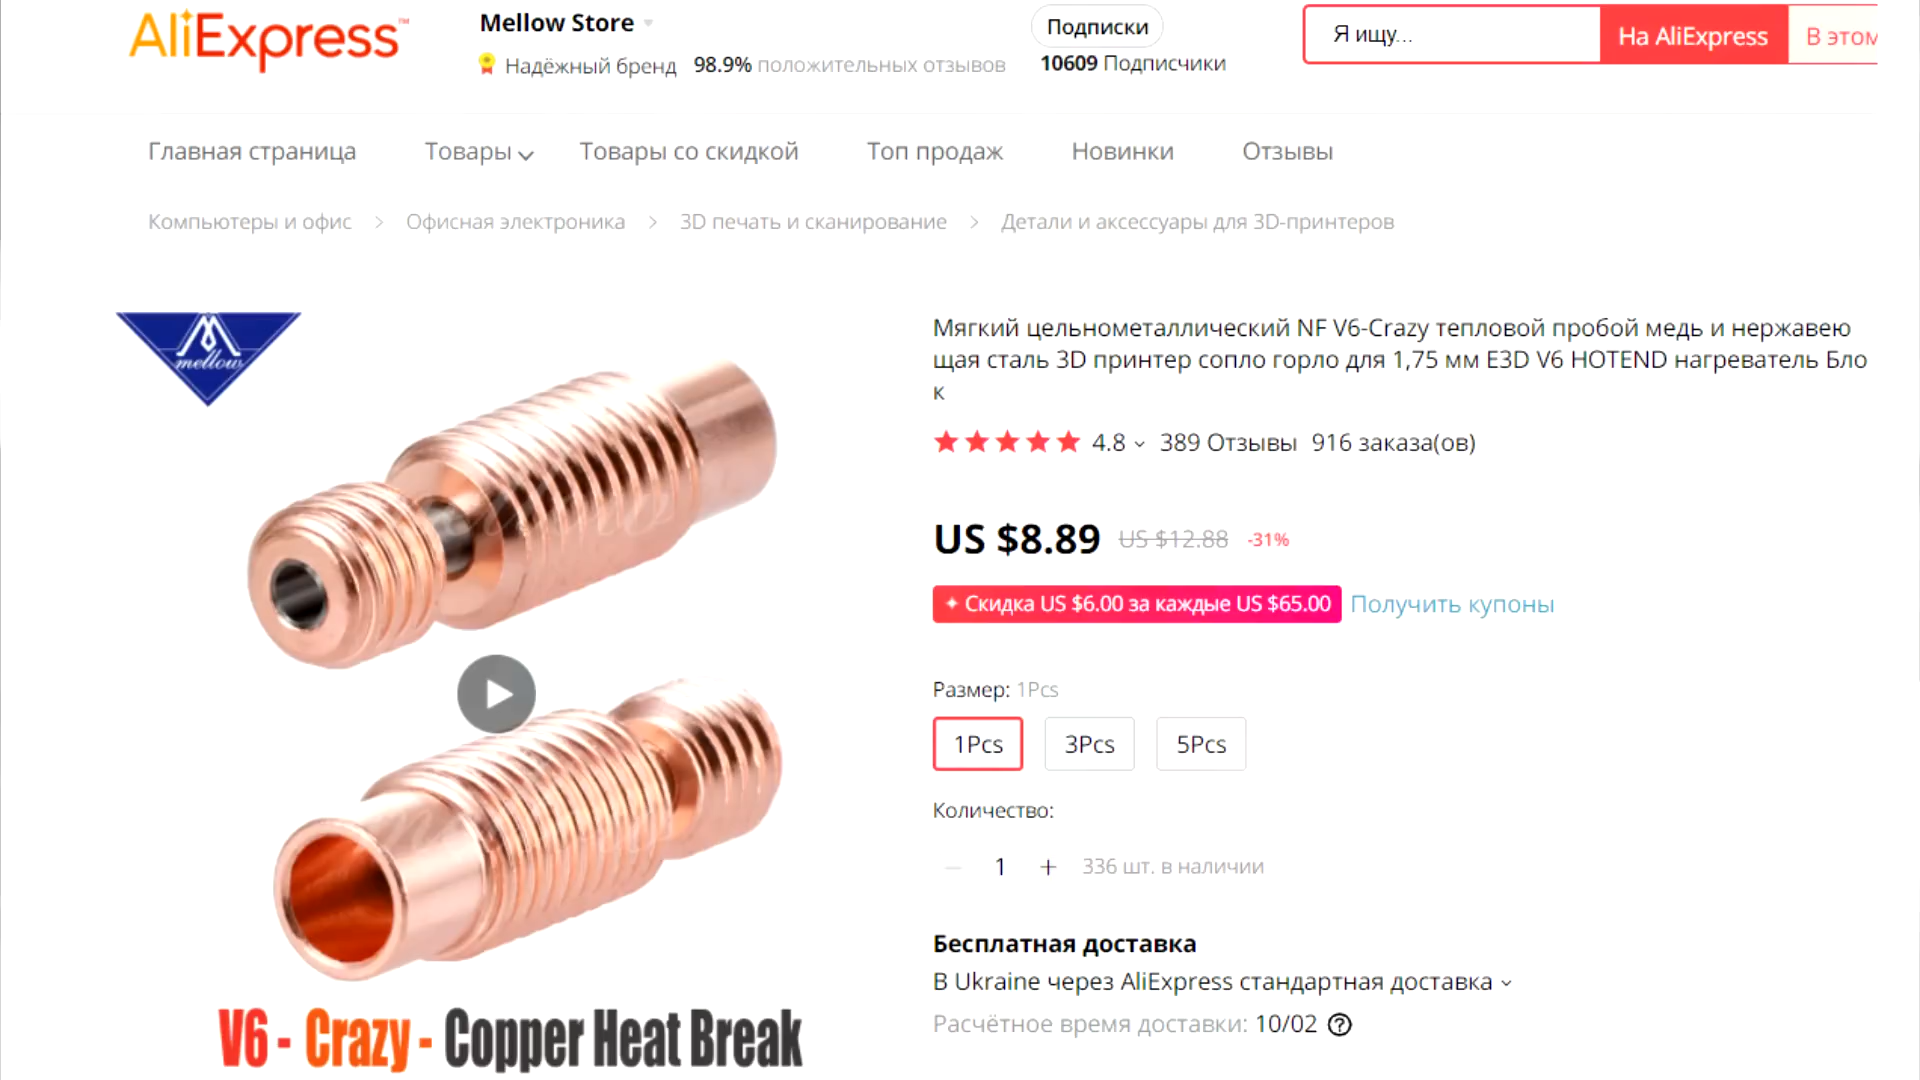 AliExpress™
Mellow Store
Надёжный бренд 98.9% положительных отзывов
Подписки
10609 Подписчики
Я ищу...
На AliExpress
В этом
Главная страница Товары Товары со скидкой Топ продаж Новинки Отзывы
Компьютеры и офис > Офисная электроника > 3D печать и сканирование > Детали и аксессуары для 3D-принтеров
mellow
Мягкий цельнометаллический NF V6-Crazy тепловой пробой медь и нержавею
щая сталь 3D принтер сопло горло для 1,75 мм E3D V6 HOTEND нагреватель Бло
к
4.8 389 Отзывы 916 заказа(ов)
US $8.89 US $12.88 -31%
Скидка US $6.00 за каждые US $65.00 Получить купоны
Размер: 1Pcs
1Pcs 3Pcs 5Pcs
Количество:
— 1 + 336 шт. в наличии
Бесплатная доставка
В Ukraine через AliExpress стандартная доставка
Расчётное время доставки: 10/02 ?
V6 - Crazy - Copper Heat Break